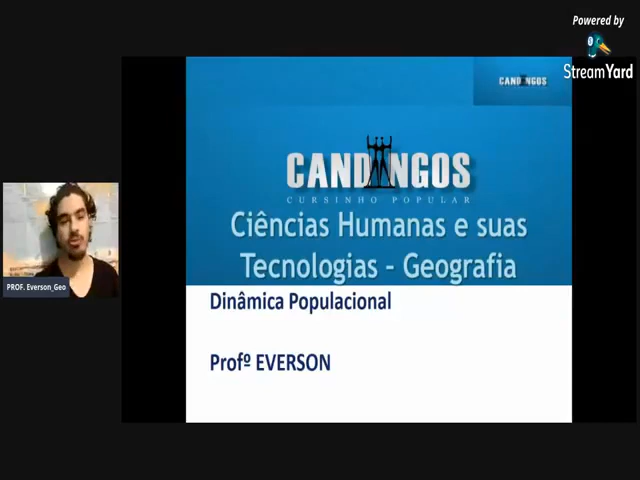 Powered by
StreamYard
CANDANGOS
CANDANGOS
CURSINHO POPULAR
Ciências Humanas e suas
Tecnologias - Geografia
Dinâmica Populacional
PROF. Everson_Geo
Profº EVERSON